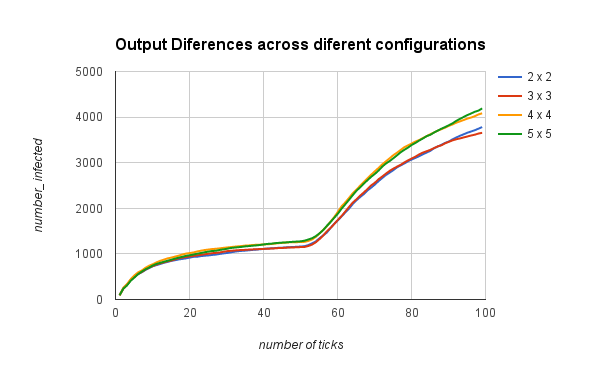 Output Diferences across diferent configurations
5000
4000
3000
2000
1000
0
number_infected
0 20 40 60 80 100
number of ticks
2 x 2
3 x 3
4 x 4
5 x 5